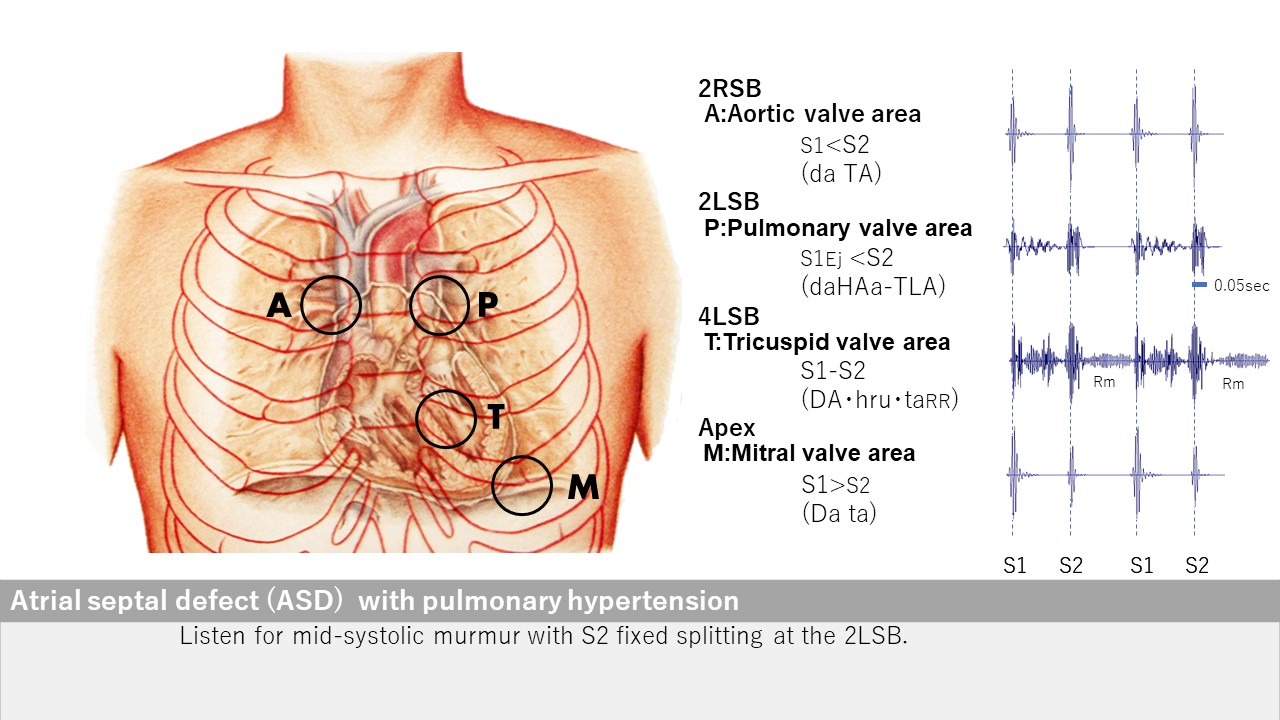 A
P
T
M
2RSB
A:Aortic valve area
S1<S2
(da TA)
2LSB
P:Pulmonary valve area
S1Ej <S2
(daHAa-TLA)
0.05sec
4LSB
T:Tricuspid valve area
S1-S2
(DA・hru・taRR)
Rm Rm
Apex
M:Mitral valve area
S1>S2
(Da ta)
S1 S2 S1 S2
Atrial septal defect (ASD) with pulmonary hypertension
Listen for mid-systolic murmur with S2 fixed splitting at the 2LSB.